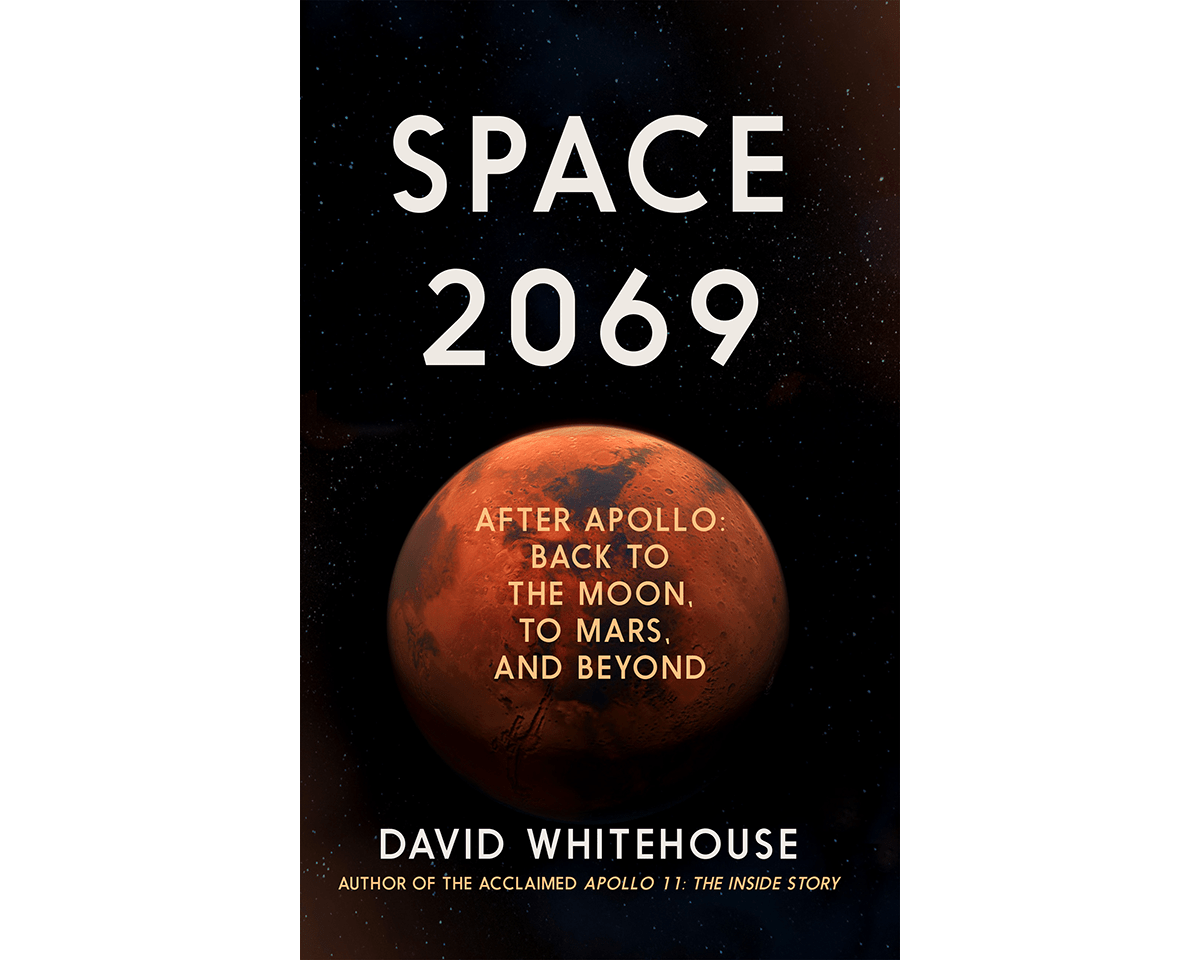 SPACE
2069
AFTER APOLLO:
BACK TO
THE MOON,
TO MARS,
AND BEYOND
DAVID WHITEHOUSE
AUTHOR OF THE ACCLAIMED APOLLO 11: THE INSIDE STORY